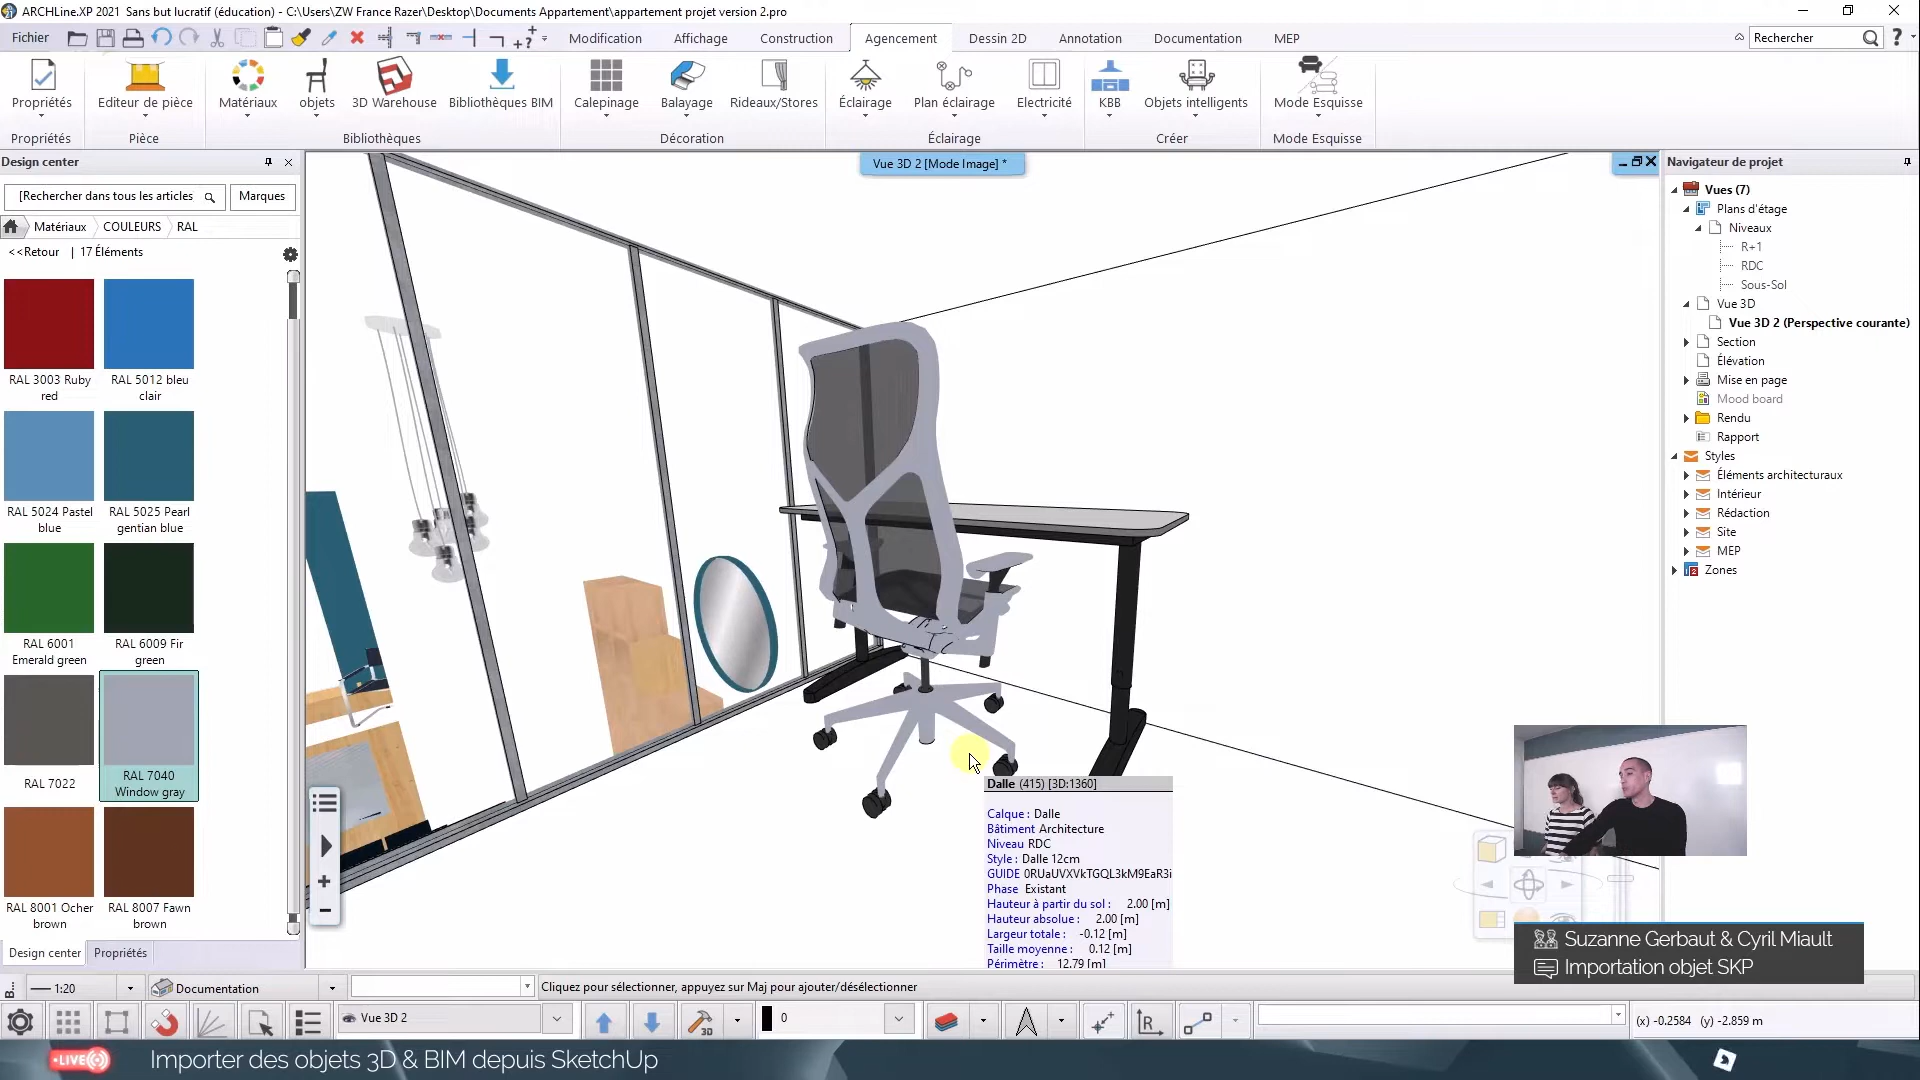 ARCHLine.XP 2021  Sans but lucratif (éducation) - C:\Users\ZW France Razer\Desktop\Documents Appartement\appartement projet version 2.pro
Fichier
Modification
Affichage
Construction
Agencement
Dessin 2D
Annotation
Documentation
MEP
Rechercher
Propriétés
Editeur de pièce
Matériaux
objets
3D Warehouse
Bibliothèques BIM
Calepinage
Balayage
Rideaux/Stores
Éclairage
Plan éclairage
Electricité
KBB
Objets intelligents
Mode Esquisse
Propriétés
Pièce
Bibliothèques
Décoration
Éclairage
Créer
Mode Esquisse
Design center
[Rechercher dans tous les articles
Marques
Matériaux
COULEURS
RAL
<<Retour | 17 Éléments
RAL 3003 Ruby red
RAL 5012 bleu clair
RAL 5024 Pastel blue
RAL 5025 Pearl gentian blue
RAL 6001 Emerald green
RAL 6009 Fir green
RAL 7022
RAL 7040 Window gray
RAL 8001 Ocher brown
RAL 8007 Fawn brown
Design center
Propriétés
Vue 3D 2 [Mode Image] *
Dalle (415) [3D:1360]
Calque : Dalle
Bâtiment Architecture
Niveau RDC
Style : Dalle 12cm
GUIDE 0RUaUVXVkTGQL3kM9EaR3i
Phase Existant
Hauteur à partir du sol : 2.00 [m]
Hauteur absolue : 2.00 [m]
Largeur totale : -0.12 [m]
Taille moyenne : 0.12 [m]
Périmètre : 12.79 [m]
Navigateur de projet
Vues (7)
Plans d'étage
Niveaux
R+1
RDC
Sous-Sol
Vue 3D
Vue 3D 2 (Perspective courante)
Section
Élévation
Mise en page
Mood board
Rendu
Rapport
Styles
Éléments architecturaux
Intérieur
Rédaction
Site
MEP
Zones
Suzanne Gerbaut & Cyril Miault
Importation objet SKP
1:20
Documentation
Cliquez pour sélectionner, appuyez sur Maj pour ajouter/désélectionner
Vue 3D 2
3D
0
R
(x) -0.2584 (y) -2.859 m
LIVE
Importer des objets 3D & BIM depuis SketchUp